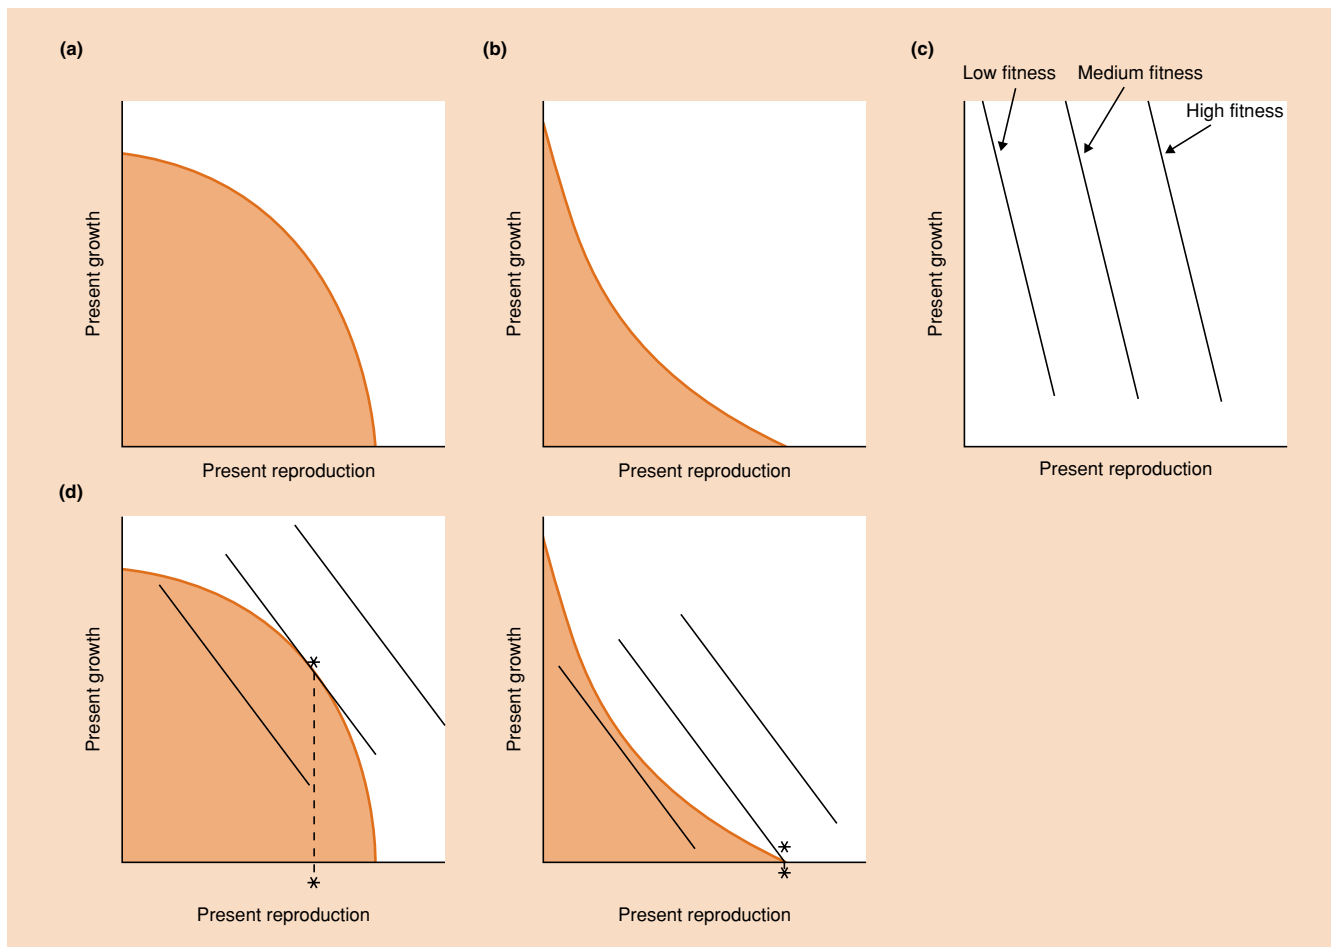 (a)
Present growth
Present reproduction
(b)
Present growth
Present reproduction
(c)
Low fitness
Medium fitness
High fitness
Present growth
Present reproduction
(d)
Present growth
Present reproduction
Present growth
Present reproduction